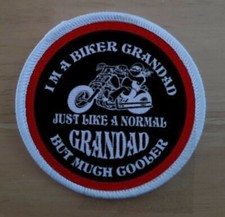 I'M A BIKER GRANDAD
JUST LIKE A NORMAL
GRANDAD
BUT MUCH COOLER